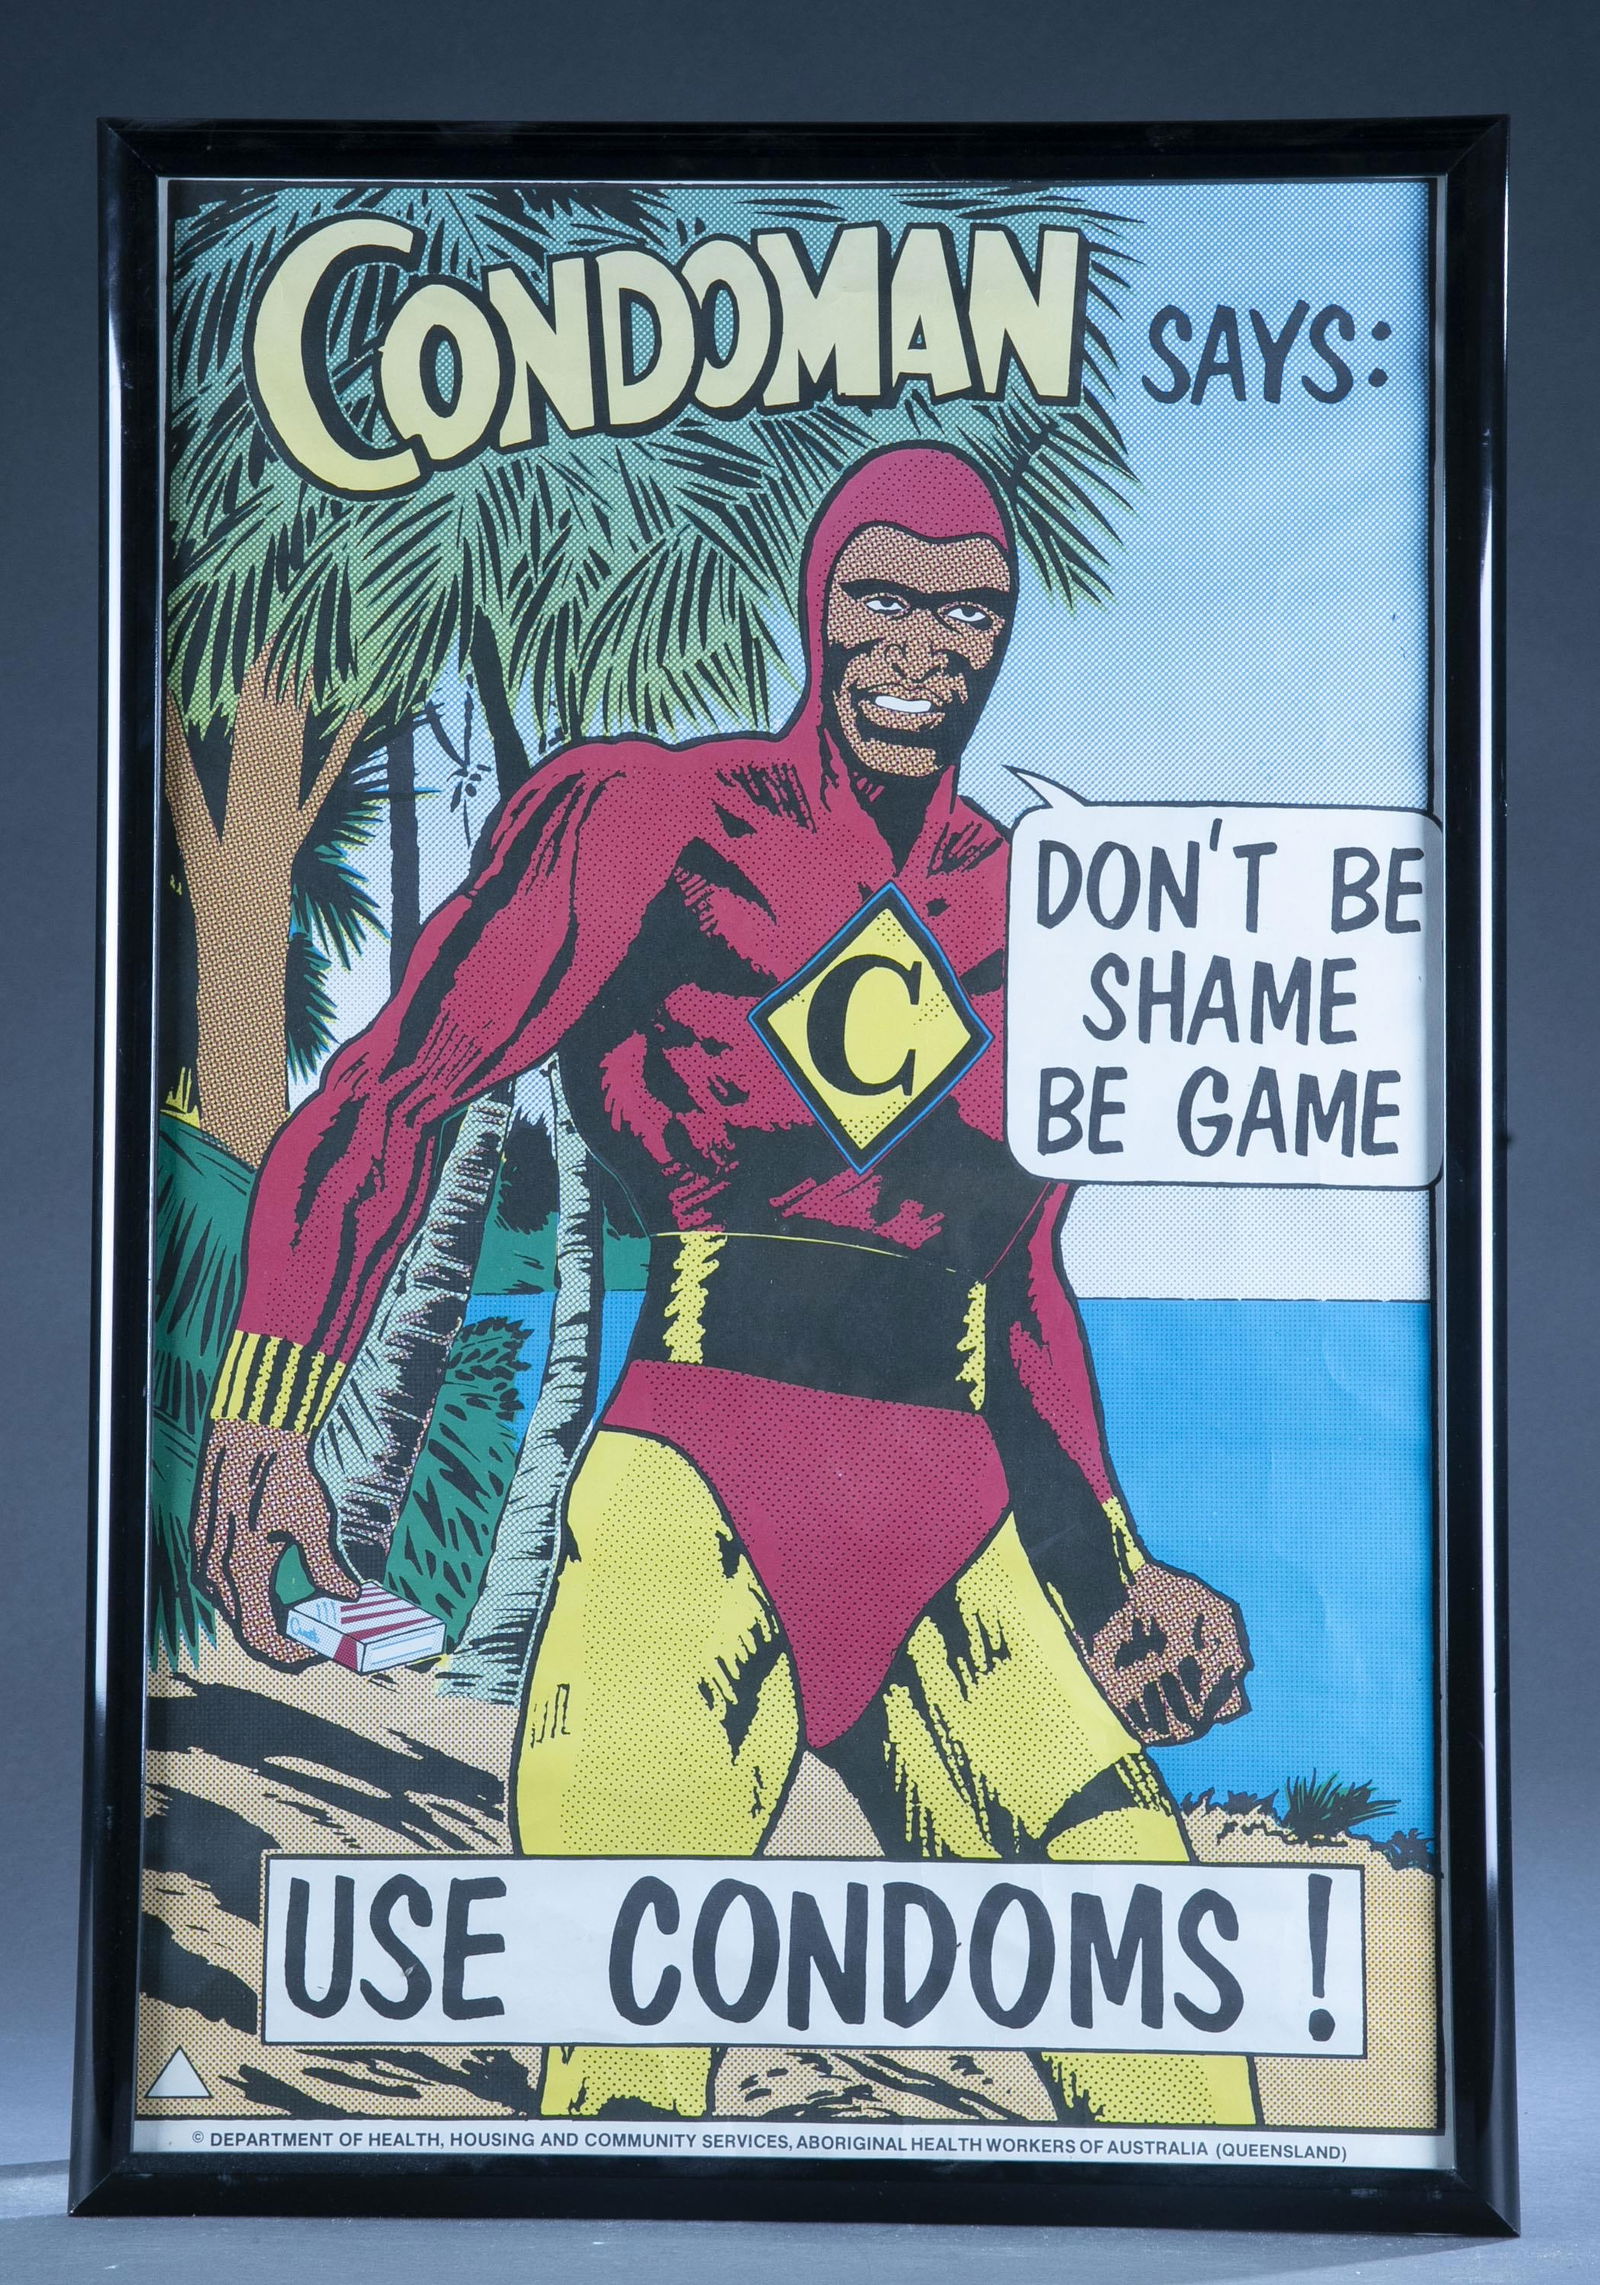 CONDOMAN SAYS:
C
DON'T BE
SHAME
BE GAME
USE CONDOMS !
© DEPARTMENT OF HEALTH, HOUSING AND COMMUNITY SERVICES, ABORIGINAL HEALTH WORKERS OF AUSTRALIA (QUEENSLAND)